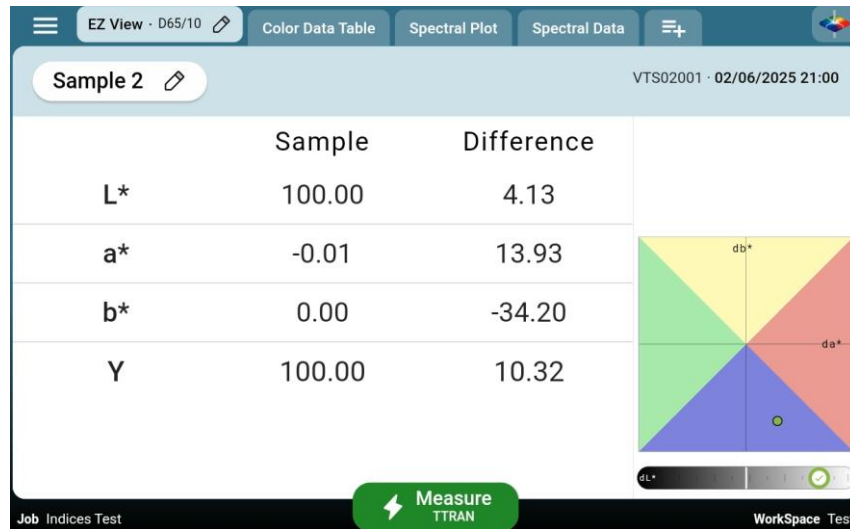 EZ View · D65/10 Color Data Table Spectral Plot Spectral Data
Sample 2 VTS02001 · 02/06/2025 21:00
Sample Difference
L* 100.00 4.13
a* -0.01 13.93
b* 0.00 -34.20
Y 100.00 10.32
db*
da*
dL*
Measure
TTRAN
Job Indices Test WorkSpace Tes